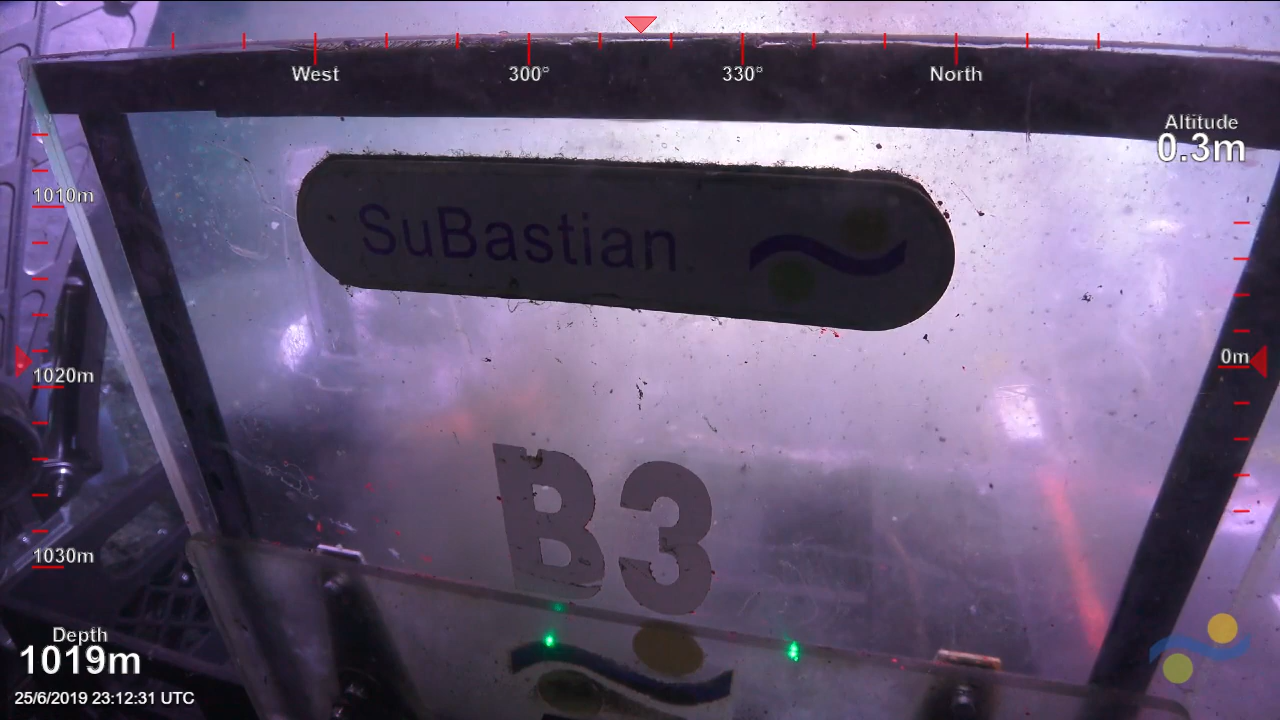 West 300° 330° North
Altitude
0.3m
1010m
SuBastian
0m
1020m
B3
1030m
Depth
1019m
25/6/2019 23:12:31 UTC